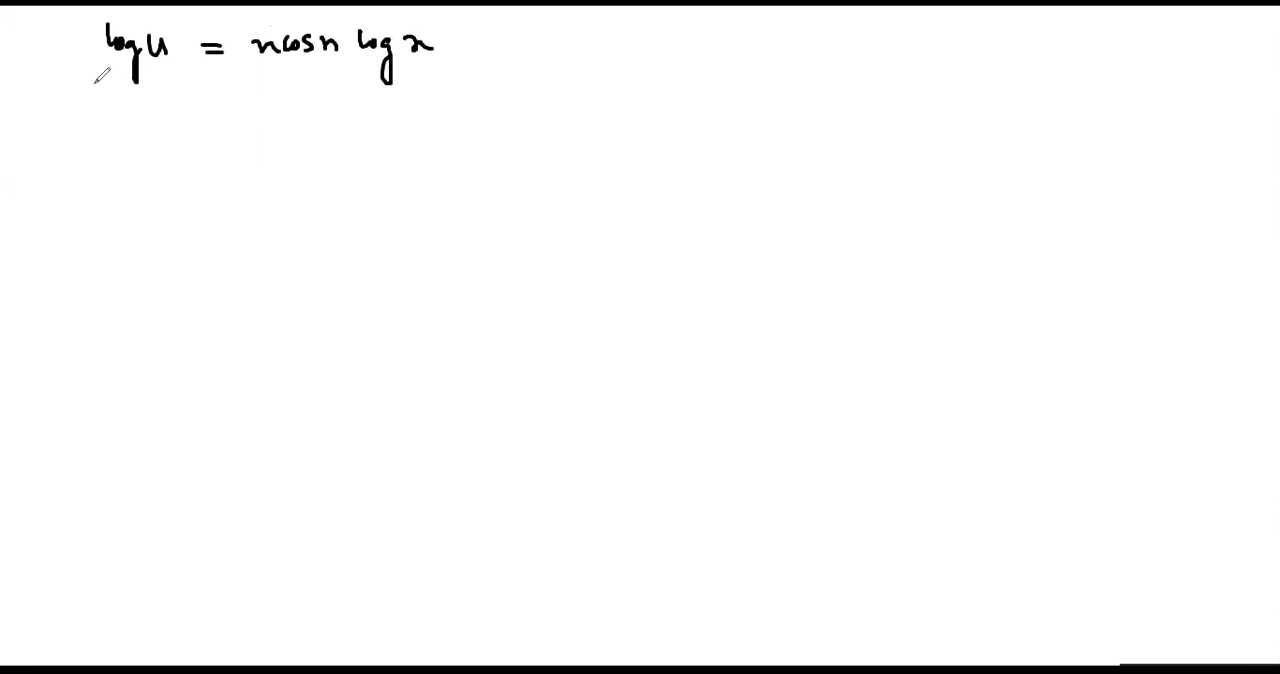 log u = x cos x log x